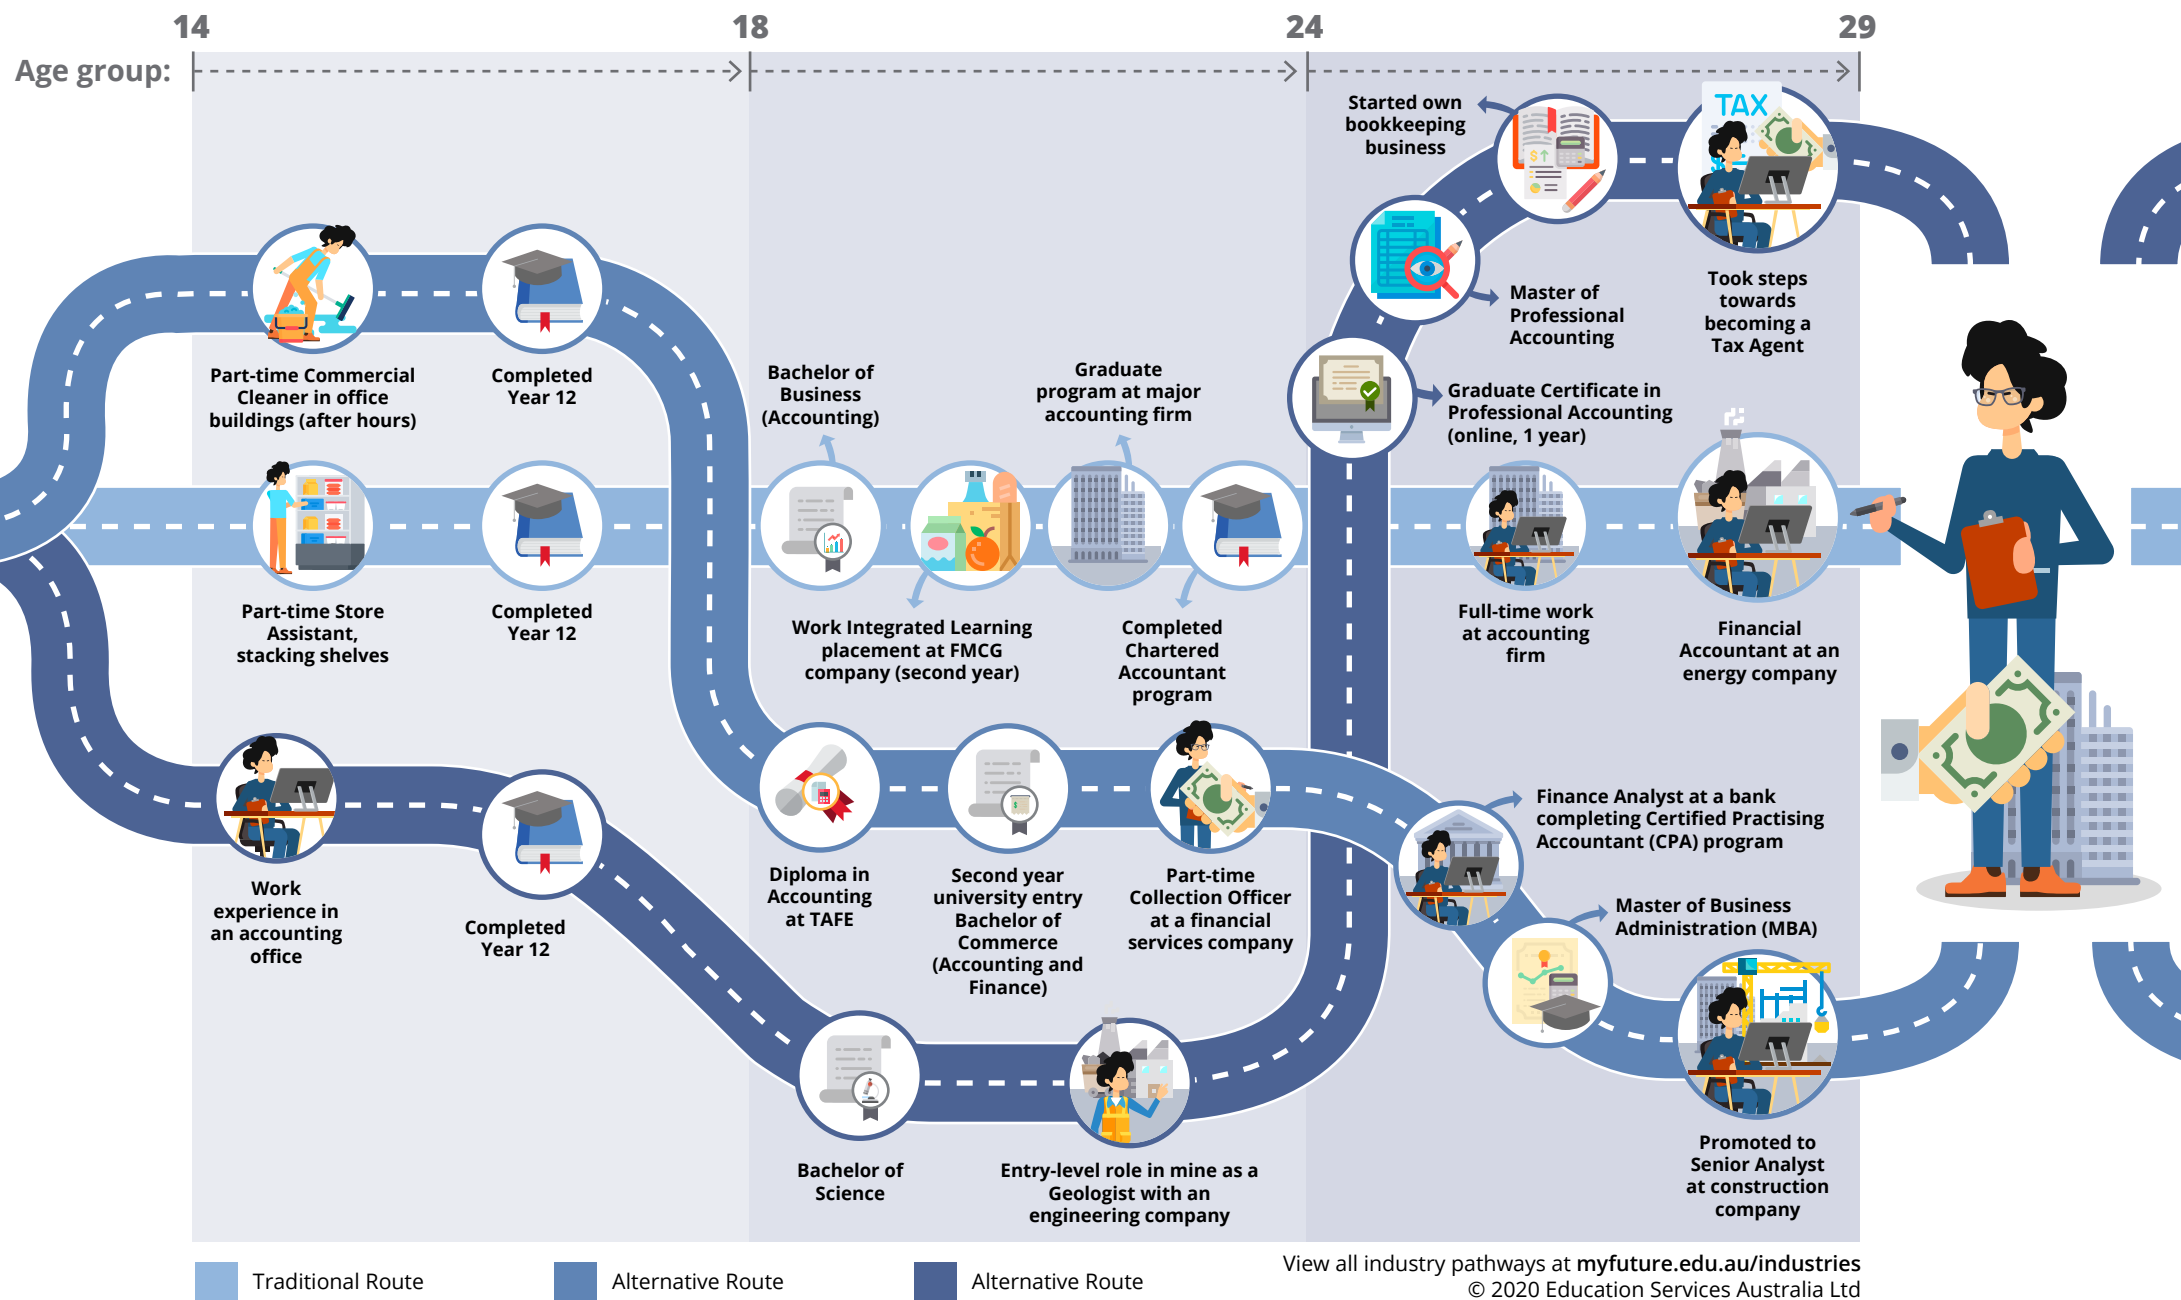 14
18
24
29
Age group:
Started own
bookkeeping
business
TAX
Took steps
towards
becoming a
Tax Agent
Master of
Professional
Accounting
Graduate Certificate in
Professional Accounting
(online, 1 year)
Part-time Commercial
Cleaner in office
buildings (after hours)
Completed
Year 12
Bachelor of
Business
(Accounting)
Graduate
program at major
accounting firm
Part-time Store
Assistant,
stacking shelves
Completed
Year 12
Work Integrated Learning
placement at FMCG
company (second year)
Completed
Chartered
Accountant
program
Full-time work
at accounting
firm
Financial
Accountant at an
energy company
Work
experience in
an accounting
office
Completed
Year 12
Diploma in
Accounting
at TAFE
Second year
university entry
Bachelor of
Commerce
(Accounting and
Finance)
Part-time
Collection Officer
at a financial
services company
Finance Analyst at a bank
completing Certified Practising
Accountant (CPA) program
Master of Business
Administration (MBA)
Bachelor of
Science
Entry-level role in mine as a
Geologist with an
engineering company
Promoted to
Senior Analyst
at construction
company
Traditional Route
Alternative Route
Alternative Route
View all industry pathways at myfuture.edu.au/industries
© 2020 Education Services Australia Ltd